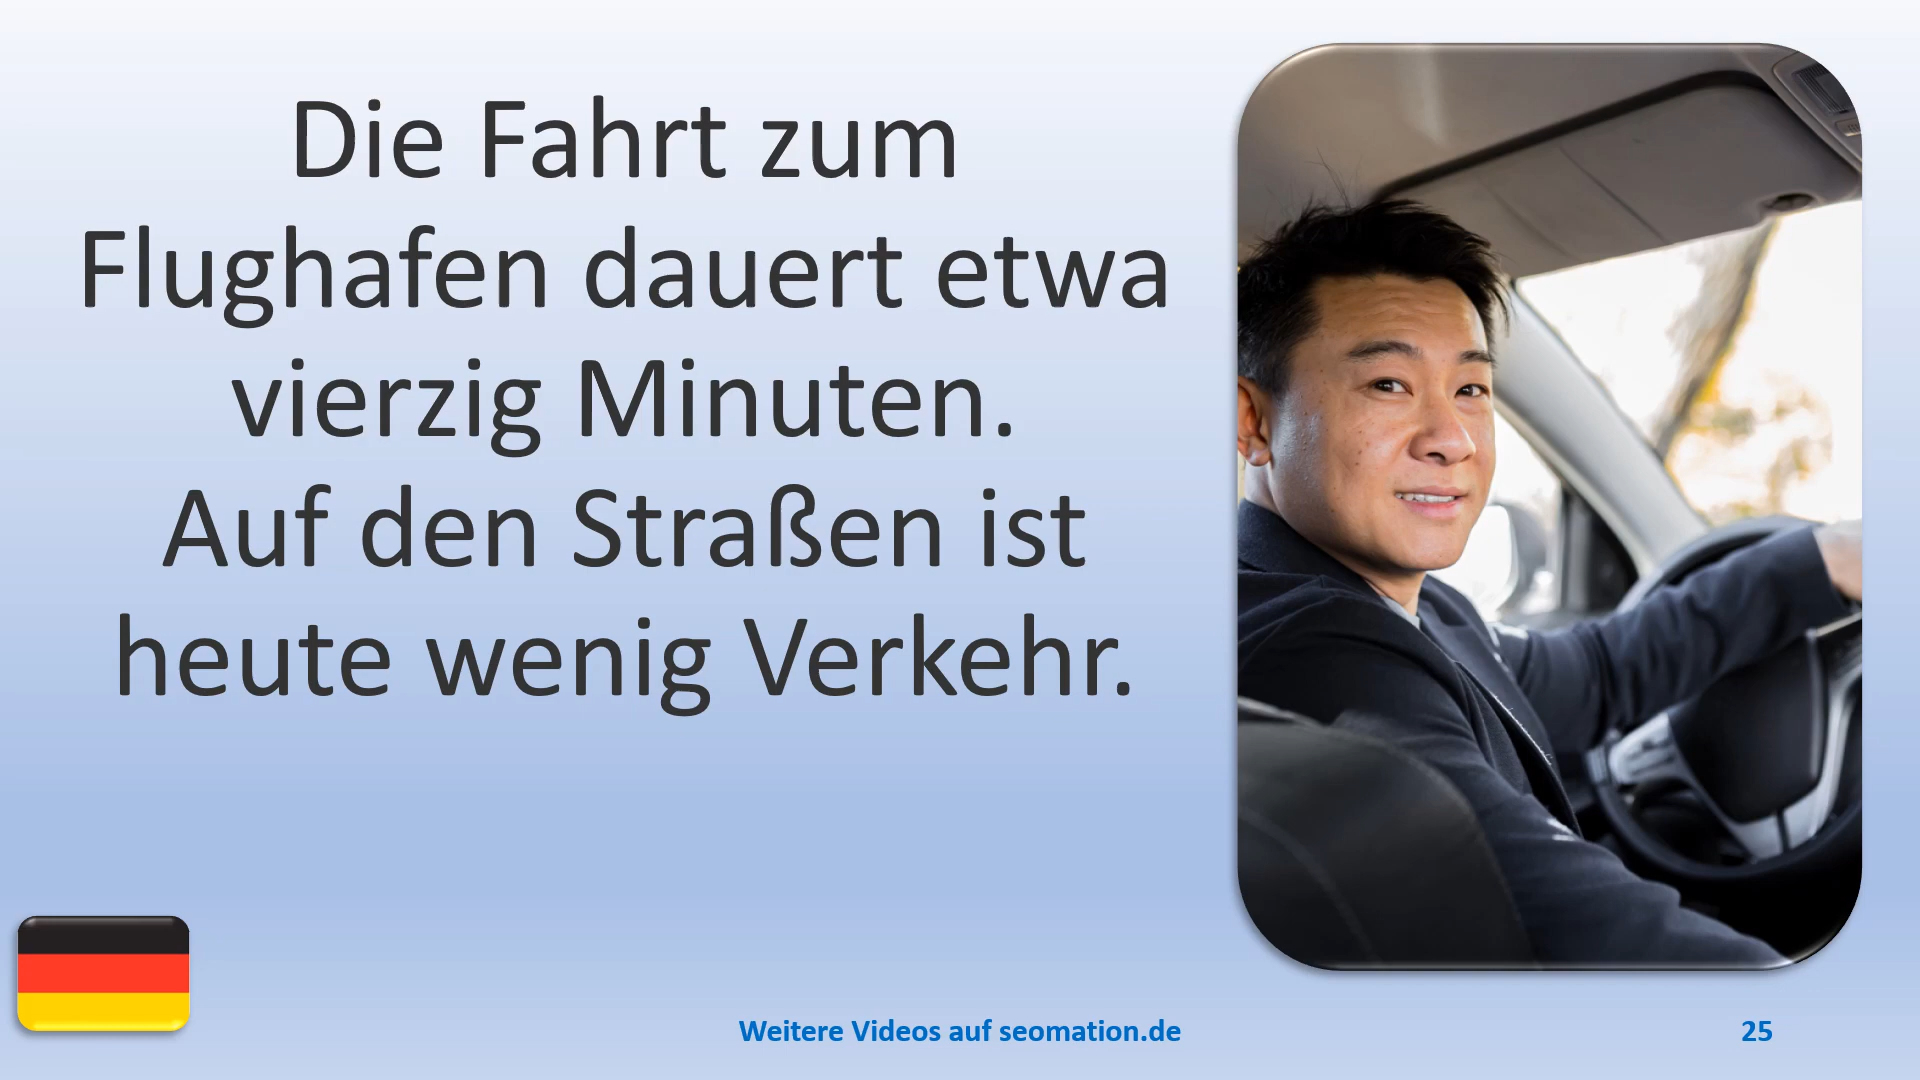 Die Fahrt zum
Flughafen dauert etwa
vierzig Minuten.
Auf den Straßen ist
heute wenig Verkehr.
Weitere Videos auf seomation.de
25